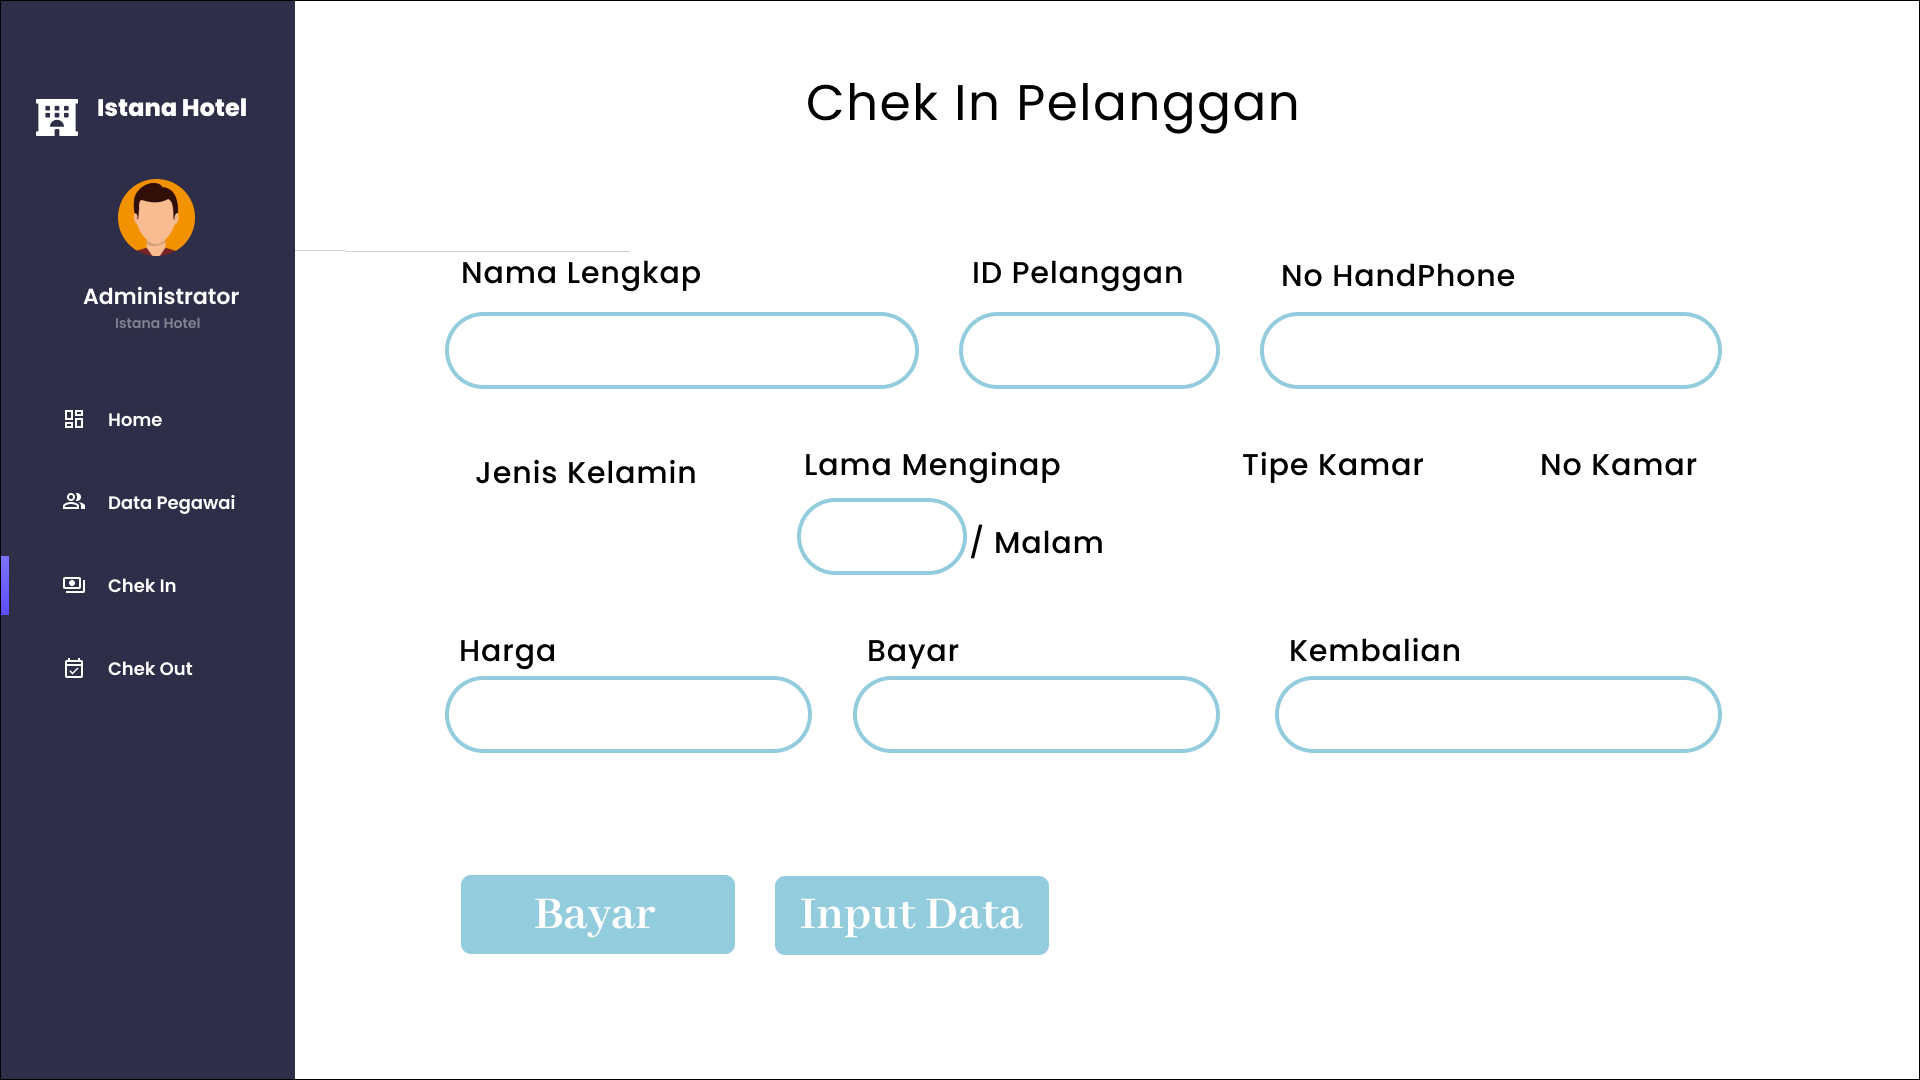 Istana Hotel
Administrator
Istana Hotel
Home
Data Pegawai
Chek In
Chek Out
Chek In Pelanggan
Nama Lengkap
ID Pelanggan
No HandPhone
Jenis Kelamin
Lama Menginap
Tipe Kamar
No Kamar
/ Malam
Harga
Bayar
Kembalian
Bayar
Input Data